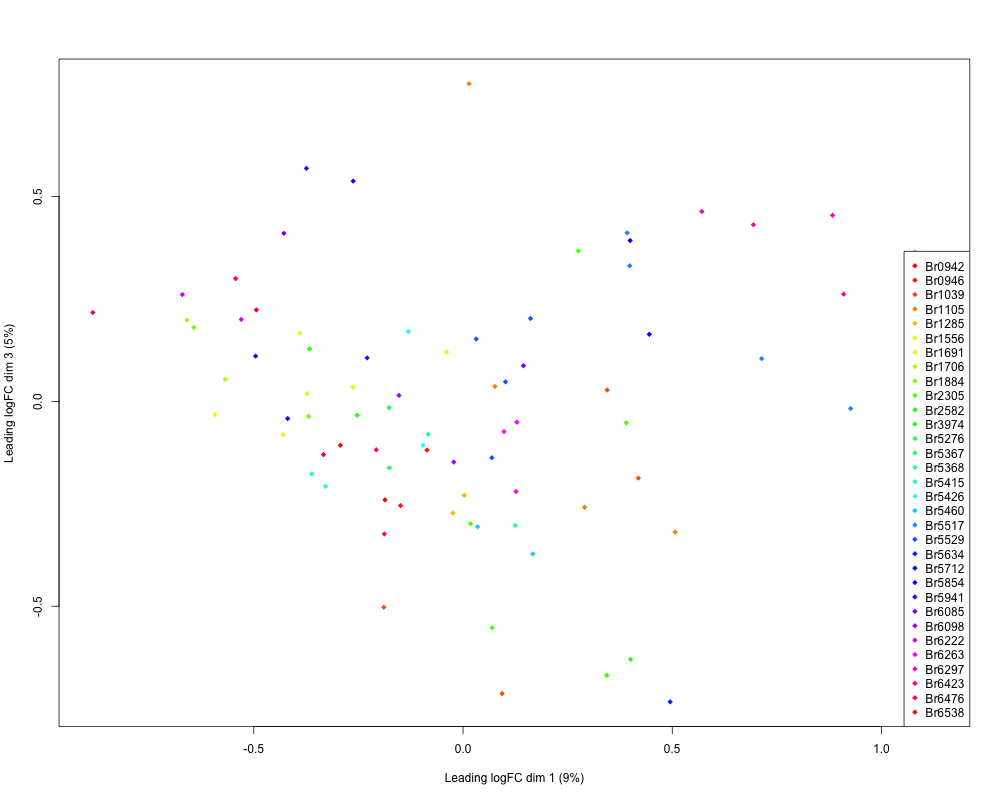 0.5
0.0
-0.5
Leading logFC dim 3 (5%)
Br0942
Br0946
Br1039
Br1105
Br1285
Br1556
Br1691
Br1706
Br1884
Br2305
Br2582
Br3974
Br5276
Br5367
Br5368
Br5415
Br5426
Br5460
Br5517
Br5529
Br5634
Br5712
Br5854
Br5941
Br6085
Br6098
Br6222
Br6263
Br6297
Br6423
Br6476
Br6538
-0.5 0.0 0.5 1.0
Leading logFC dim 1 (9%)